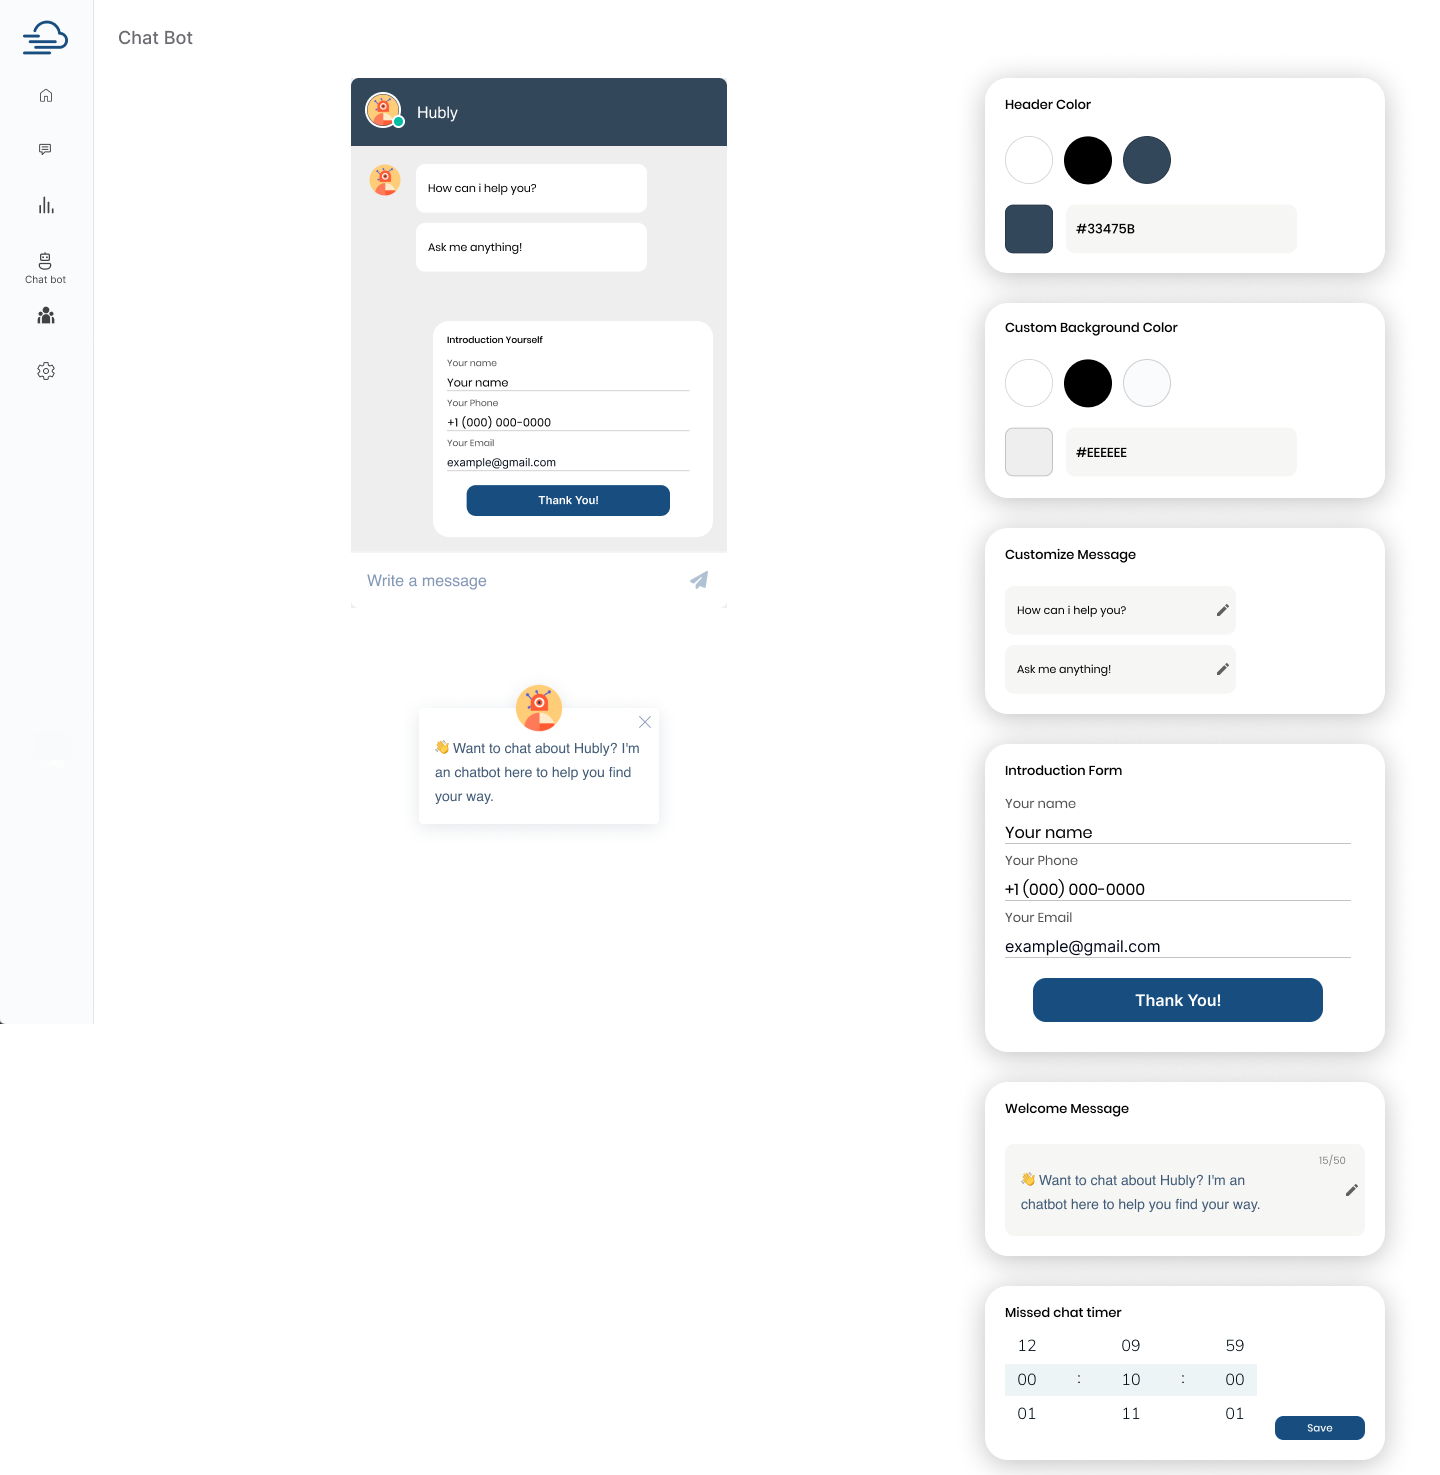 Chat Bot
Chat bot
Hubly
How can i help you?
Ask me anything!
Introduction Yourself
Your name
Your name
Your Phone
+1 (000) 000-0000
Your Email
example@gmail.com
Thank You!
Write a message
👋 Want to chat about Hubly? I'm
an chatbot here to help you find
your way.
Header Color
#33475B
Custom Background Color
#EEEEEE
Customize Message
How can i help you?
Ask me anything!
Introduction Form
Your name
Your name
Your Phone
+1 (000) 000-0000
Your Email
example@gmail.com
Thank You!
Welcome Message
15/50
👋 Want to chat about Hubly? I'm an
chatbot here to help you find your way.
Missed chat timer
12 09 59
00 : 10 : 00
01 11 01
Save